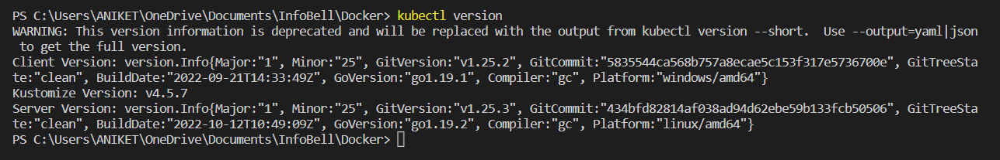 PS C:\Users\ANIKET\OneDrive\Documents\InfoBell\Docker> kubectl version
WARNING: This version information is deprecated and will be replaced with the output from kubectl version --short.  Use --output=yaml|json
 to get the full version.
Client Version: version.Info{Major:"1", Minor:"25", GitVersion:"v1.25.2", GitCommit:"5835544ca568b757a8ecae5c153f317e5736700e", GitTreeSta
te:"clean", BuildDate:"2022-09-21T14:33:49Z", GoVersion:"go1.19.1", Compiler:"gc", Platform:"windows/amd64"}
Kustomize Version: v4.5.7
Server Version: version.Info{Major:"1", Minor:"25", GitVersion:"v1.25.3", GitCommit:"434bfd82814af038ad94d62ebe59b133fcb50506", GitTreeSta
te:"clean", BuildDate:"2022-10-12T10:49:09Z", GoVersion:"go1.19.2", Compiler:"gc", Platform:"linux/amd64"}
PS C:\Users\ANIKET\OneDrive\Documents\InfoBell\Docker>